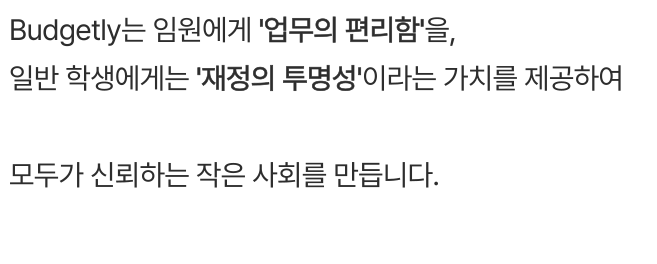 Budgetly는 임원에게 '업무의 편리함'을,
일반 학생에게는 '재정의 투명성'이라는 가치를 제공하여
모두가 신뢰하는 작은 사회를 만듭니다.